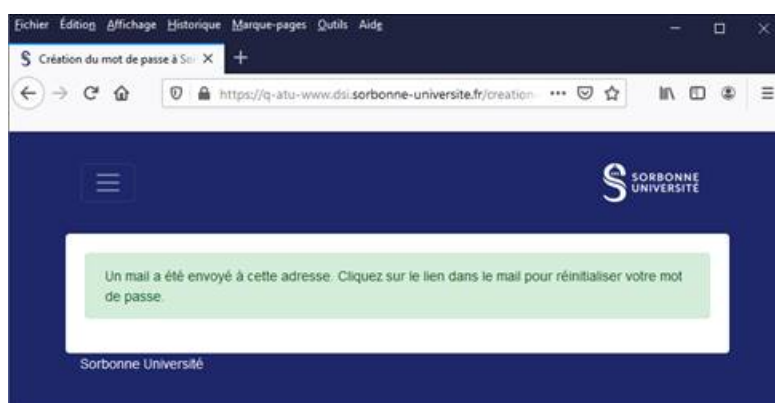 Fichier Édition Affichage Historique Marque-pages Outils Aide
Création du mot de passe à So
https://q-atu-www.dsi.sorbonne-universite.fr/creation-
SORBONNE
UNIVERSITÉ
Un mail a été envoyé à cette adresse. Cliquez sur le lien dans le mail pour réinitialiser votre mot
de passe.
Sorbonne Université